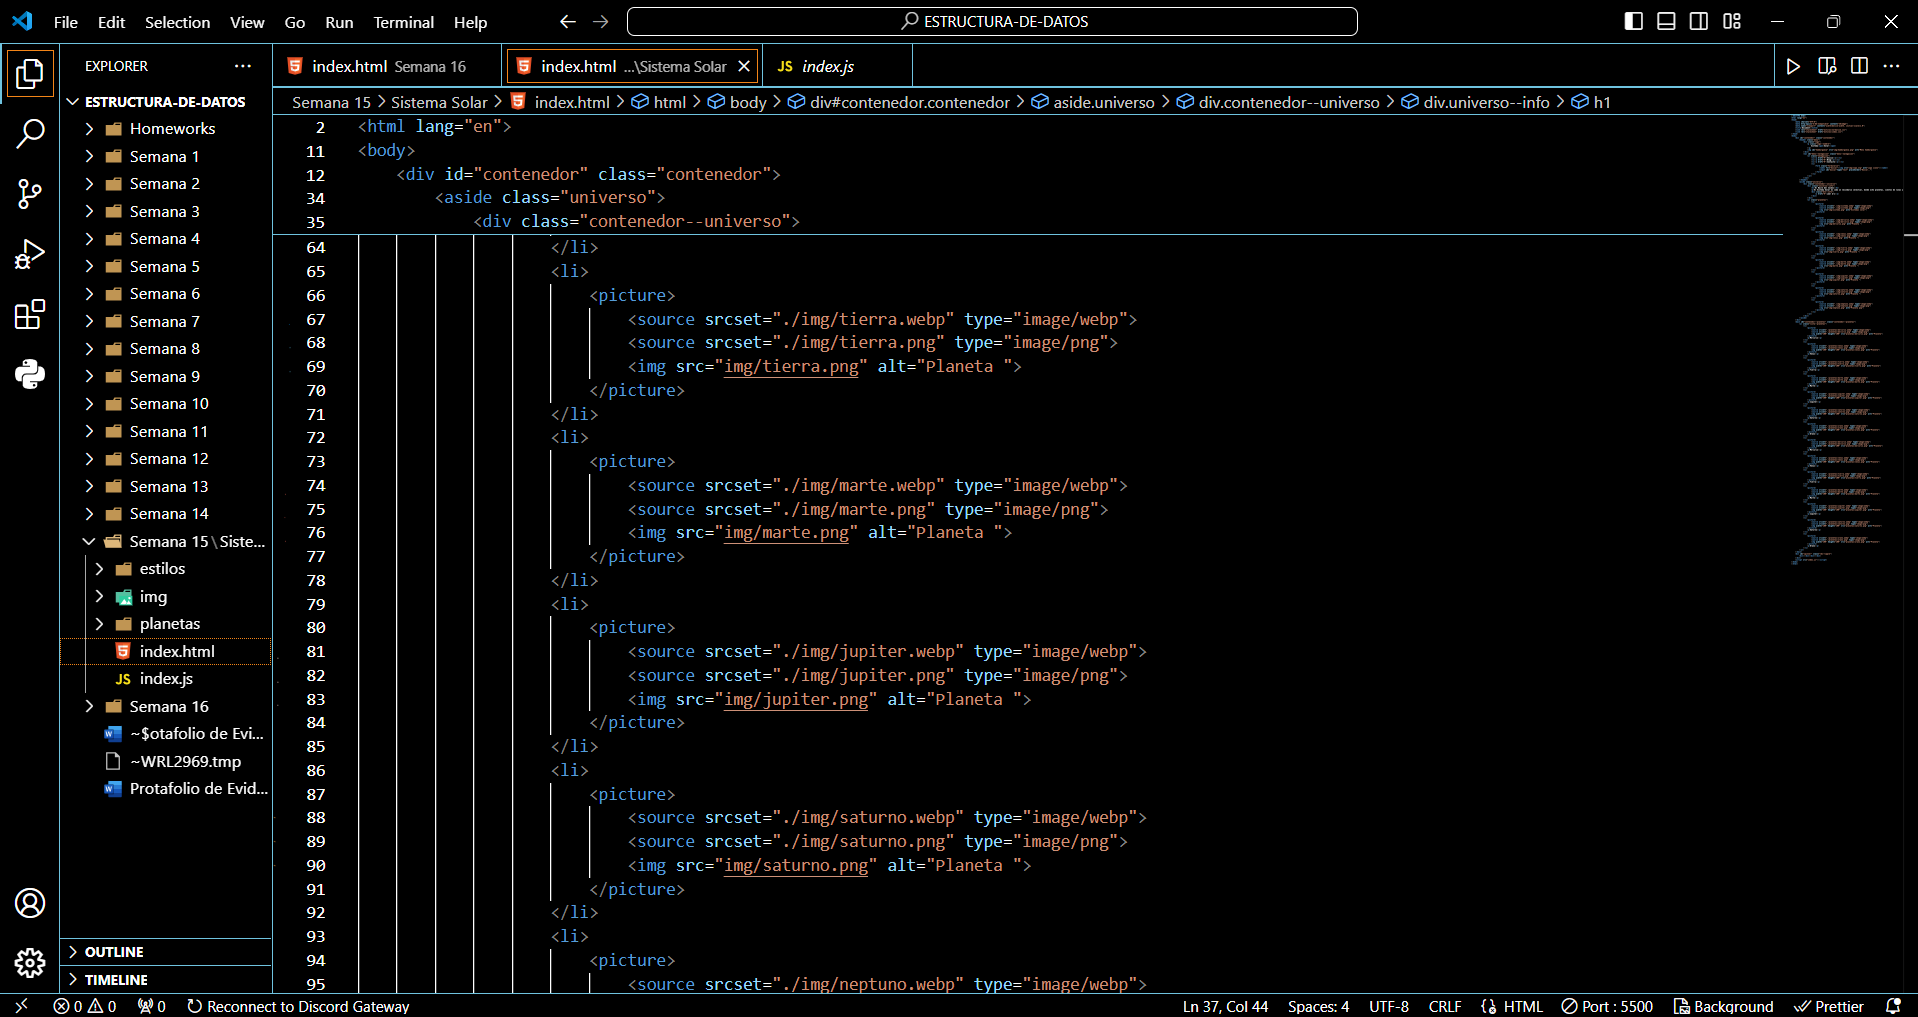 File Edit Selection View Go Run Terminal Help
ESTRUCTURA-DE-DATOS
EXPLORER
ESTRUCTURA-DE-DATOS
Homeworks
Semana 1
Semana 2
Semana 3
Semana 4
Semana 5
Semana 6
Semana 7
Semana 8
Semana 9
Semana 10
Semana 11
Semana 12
Semana 13
Semana 14
Semana 15\Siste...
estilos
img
planetas
index.html
JS index.js
Semana 16
~$otafolio de Evi...
~WRL2969.tmp
Protafolio de Evid...
OUTLINE
TIMELINE
index.html Semana 16
index.html ...\Sistema Solar
JS index.js
Semana 15 > Sistema Solar > index.html > html > body > div#contenedor.contenedor > aside.universo > div.contenedor--universo > div.universo--info > h1
2 <html lang="en">
11 <body>
12 <div id="contenedor" class="contenedor">
34 <aside class="universo">
35 <div class="contenedor--universo">
64 </li>
65 <li>
66 <picture>
67 <source srcset="./img/tierra.webp" type="image/webp">
68 <source srcset="./img/tierra.png" type="image/png">
69 <img src="img/tierra.png" alt="Planeta ">
70 </picture>
71 </li>
72 <li>
73 <picture>
74 <source srcset="./img/marte.webp" type="image/webp">
75 <source srcset="./img/marte.png" type="image/png">
76 <img src="img/marte.png" alt="Planeta ">
77 </picture>
78 </li>
79 <li>
80 <picture>
81 <source srcset="./img/jupiter.webp" type="image/webp">
82 <source srcset="./img/jupiter.png" type="image/png">
83 <img src="img/jupiter.png" alt="Planeta ">
84 </picture>
85 </li>
86 <li>
87 <picture>
88 <source srcset="./img/saturno.webp" type="image/webp">
89 <source srcset="./img/saturno.png" type="image/png">
90 <img src="img/saturno.png" alt="Planeta ">
91 </picture>
92 </li>
93 <li>
94 <picture>
95 <source srcset="./img/neptuno.webp" type="image/webp">
0 0 0 Reconnect to Discord Gateway
Ln 37, Col 44 Spaces: 4 UTF-8 CRLF HTML Port : 5500 Background Prettier